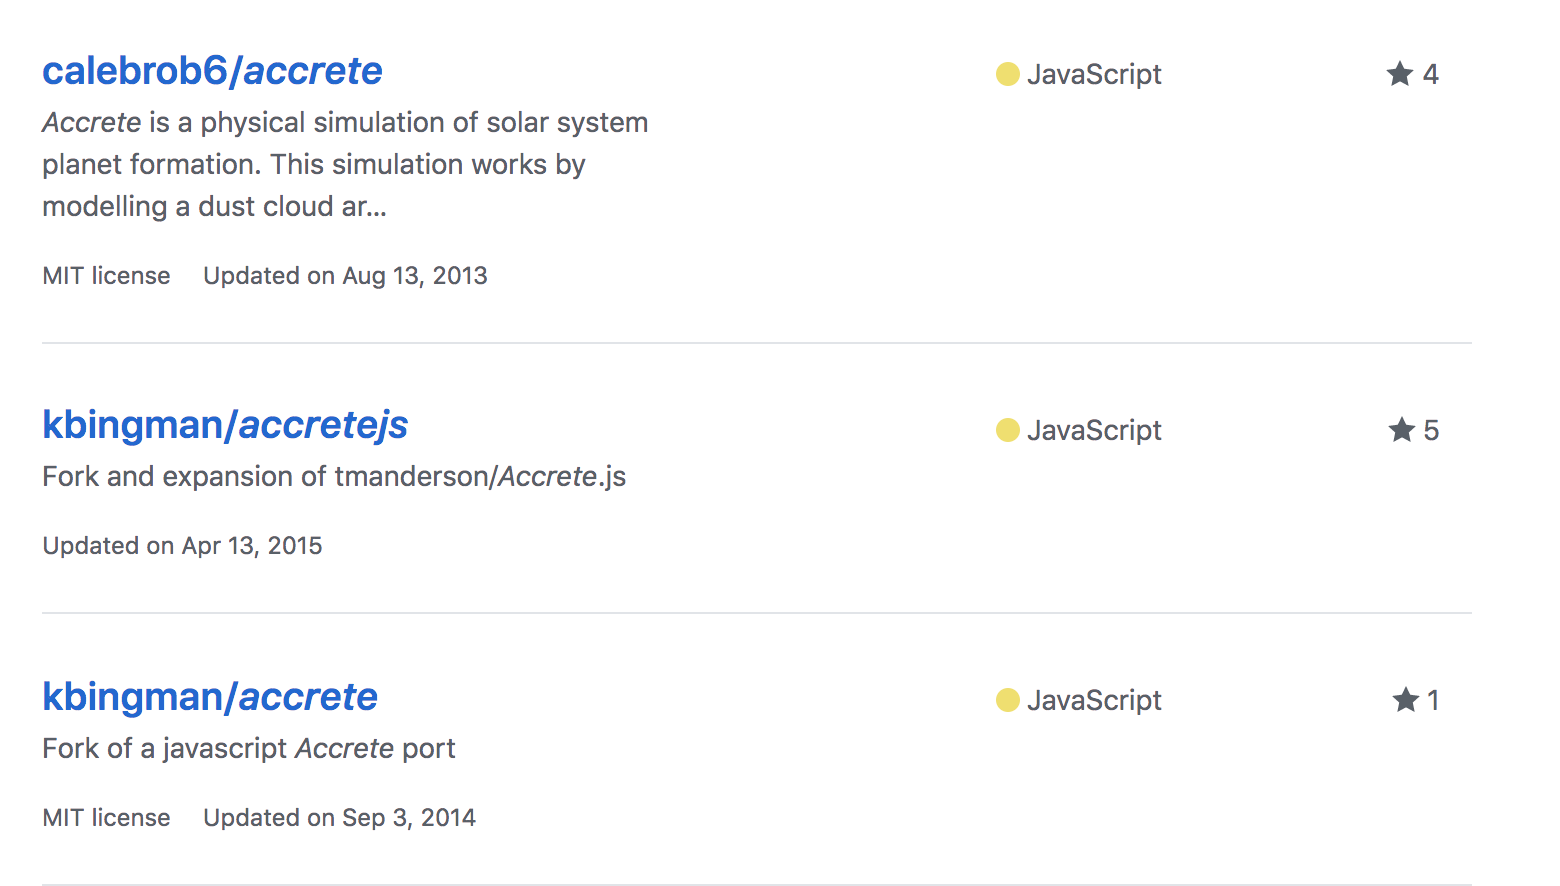 calebrob6/accrete
JavaScript
4
Accrete is a physical simulation of solar system
planet formation. This simulation works by
modelling a dust cloud ar...
MIT license Updated on Aug 13, 2013
kbingman/accretejs
JavaScript
5
Fork and expansion of tmanderson/Accrete.js
Updated on Apr 13, 2015
kbingman/accrete
JavaScript
1
Fork of a javascript Accrete port
MIT license Updated on Sep 3, 2014